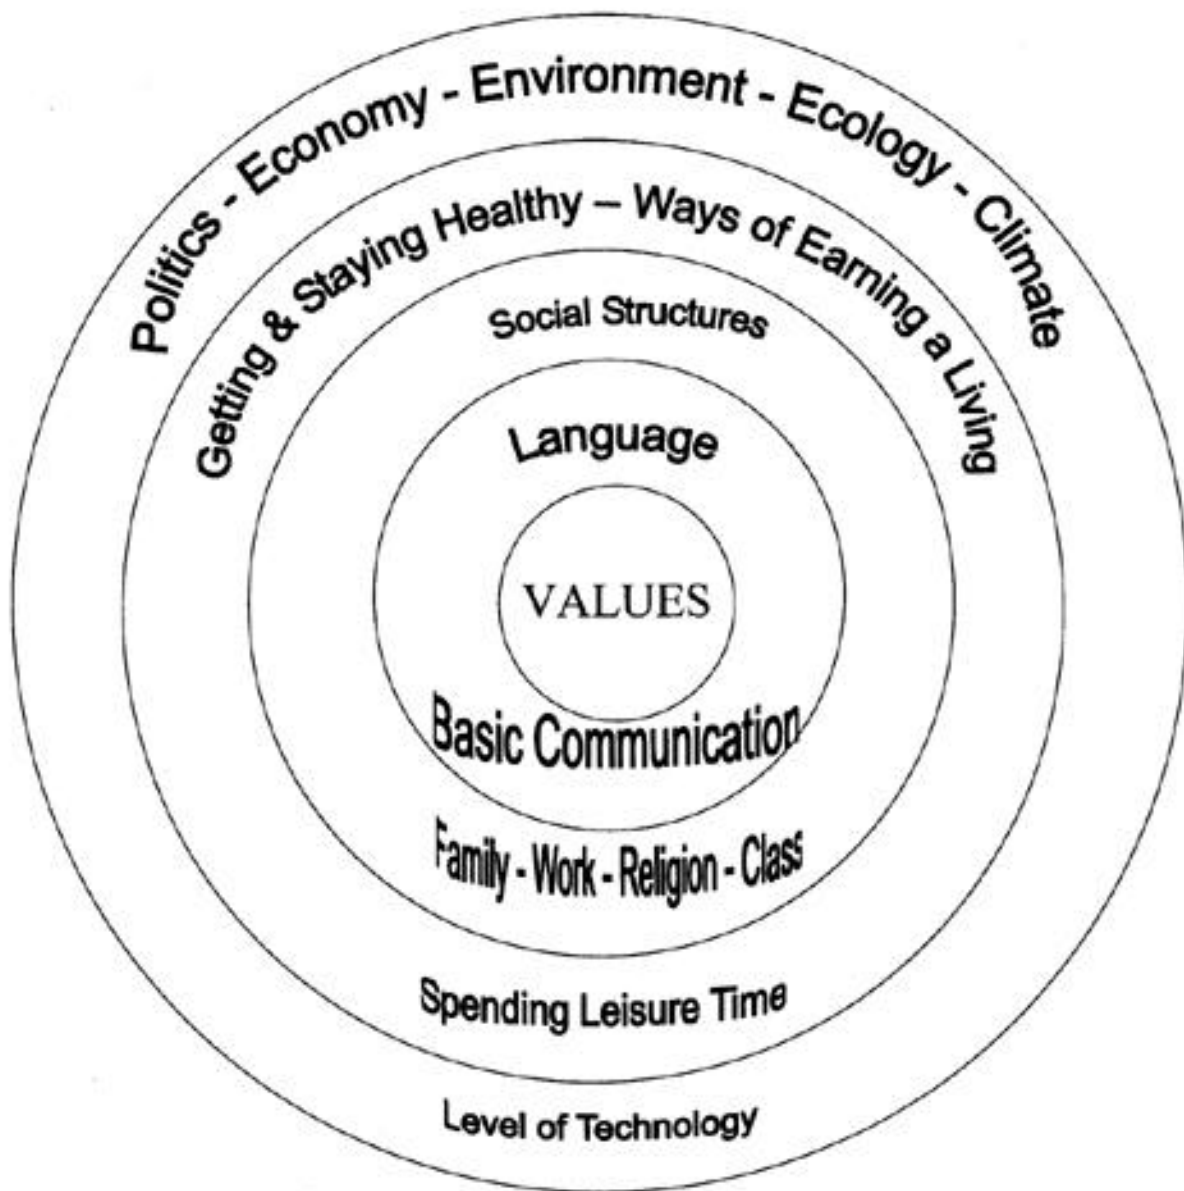 Politics - Economy - Environment - Ecology - Climate
Getting & Staying Healthy – Ways of Earning a Living
Social Structures
Language
VALUES
Basic Communication
Family - Work - Religion - Class
Spending Leisure Time
Level of Technology